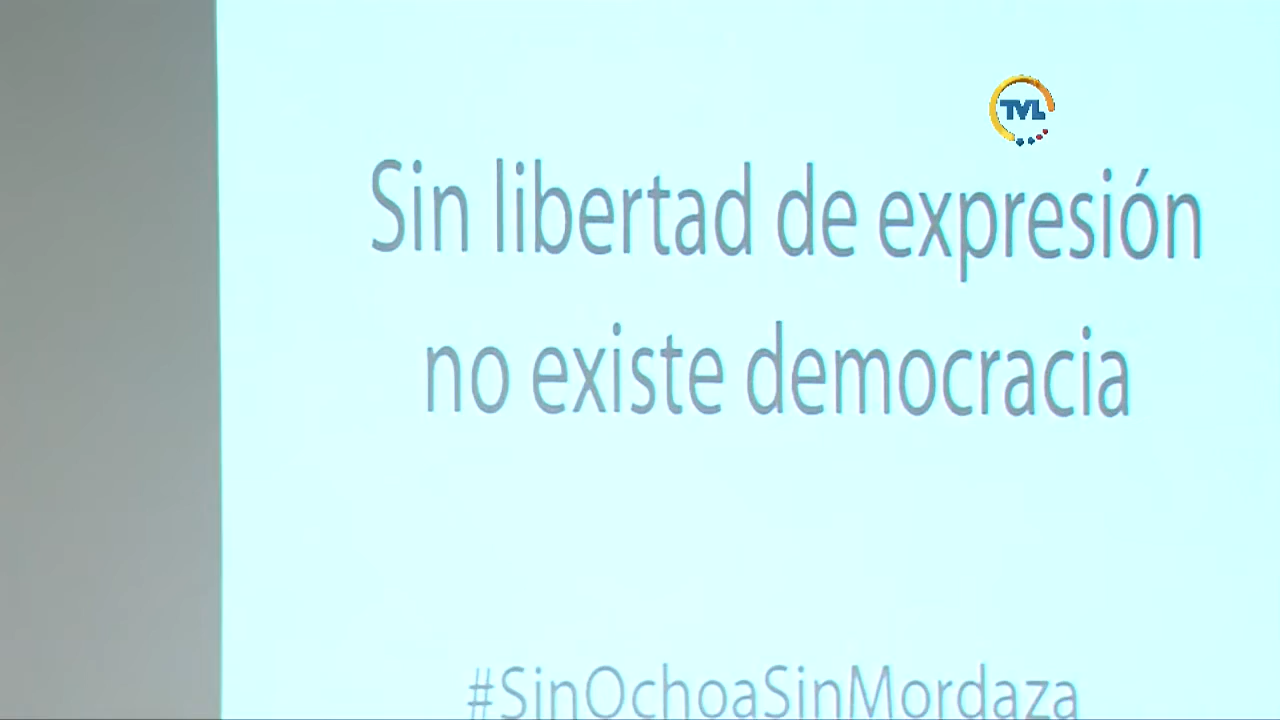 TVL
Sin libertad de expresión
no existe democracia
#SinOchoaSinMordaza